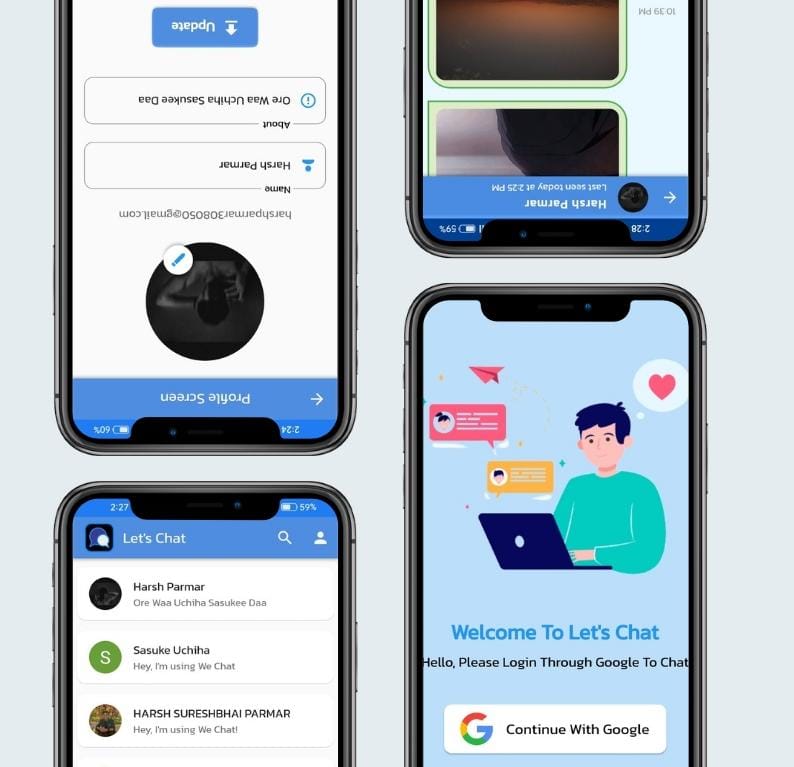 2:24 60%
Profile Screen
harshparmar308050@gmail.com
Name
Harsh Parmar
About
Ore Waa Uchiha Sasukee Daa
Update
2:28 59%
Harsh Parmar
Last seen today at 2:25 PM
10:39 PM
2:27 59%
Let's Chat
Harsh Parmar
Ore Waa Uchiha Sasukee Daa
S
Sasuke Uchiha
Hey, I'm using We Chat
HARSH SURESHBHAI PARMAR
Hey, I'm using We Chat!
Welcome To Let's Chat
Hello, Please Login Through Google To Chat
Continue With Google